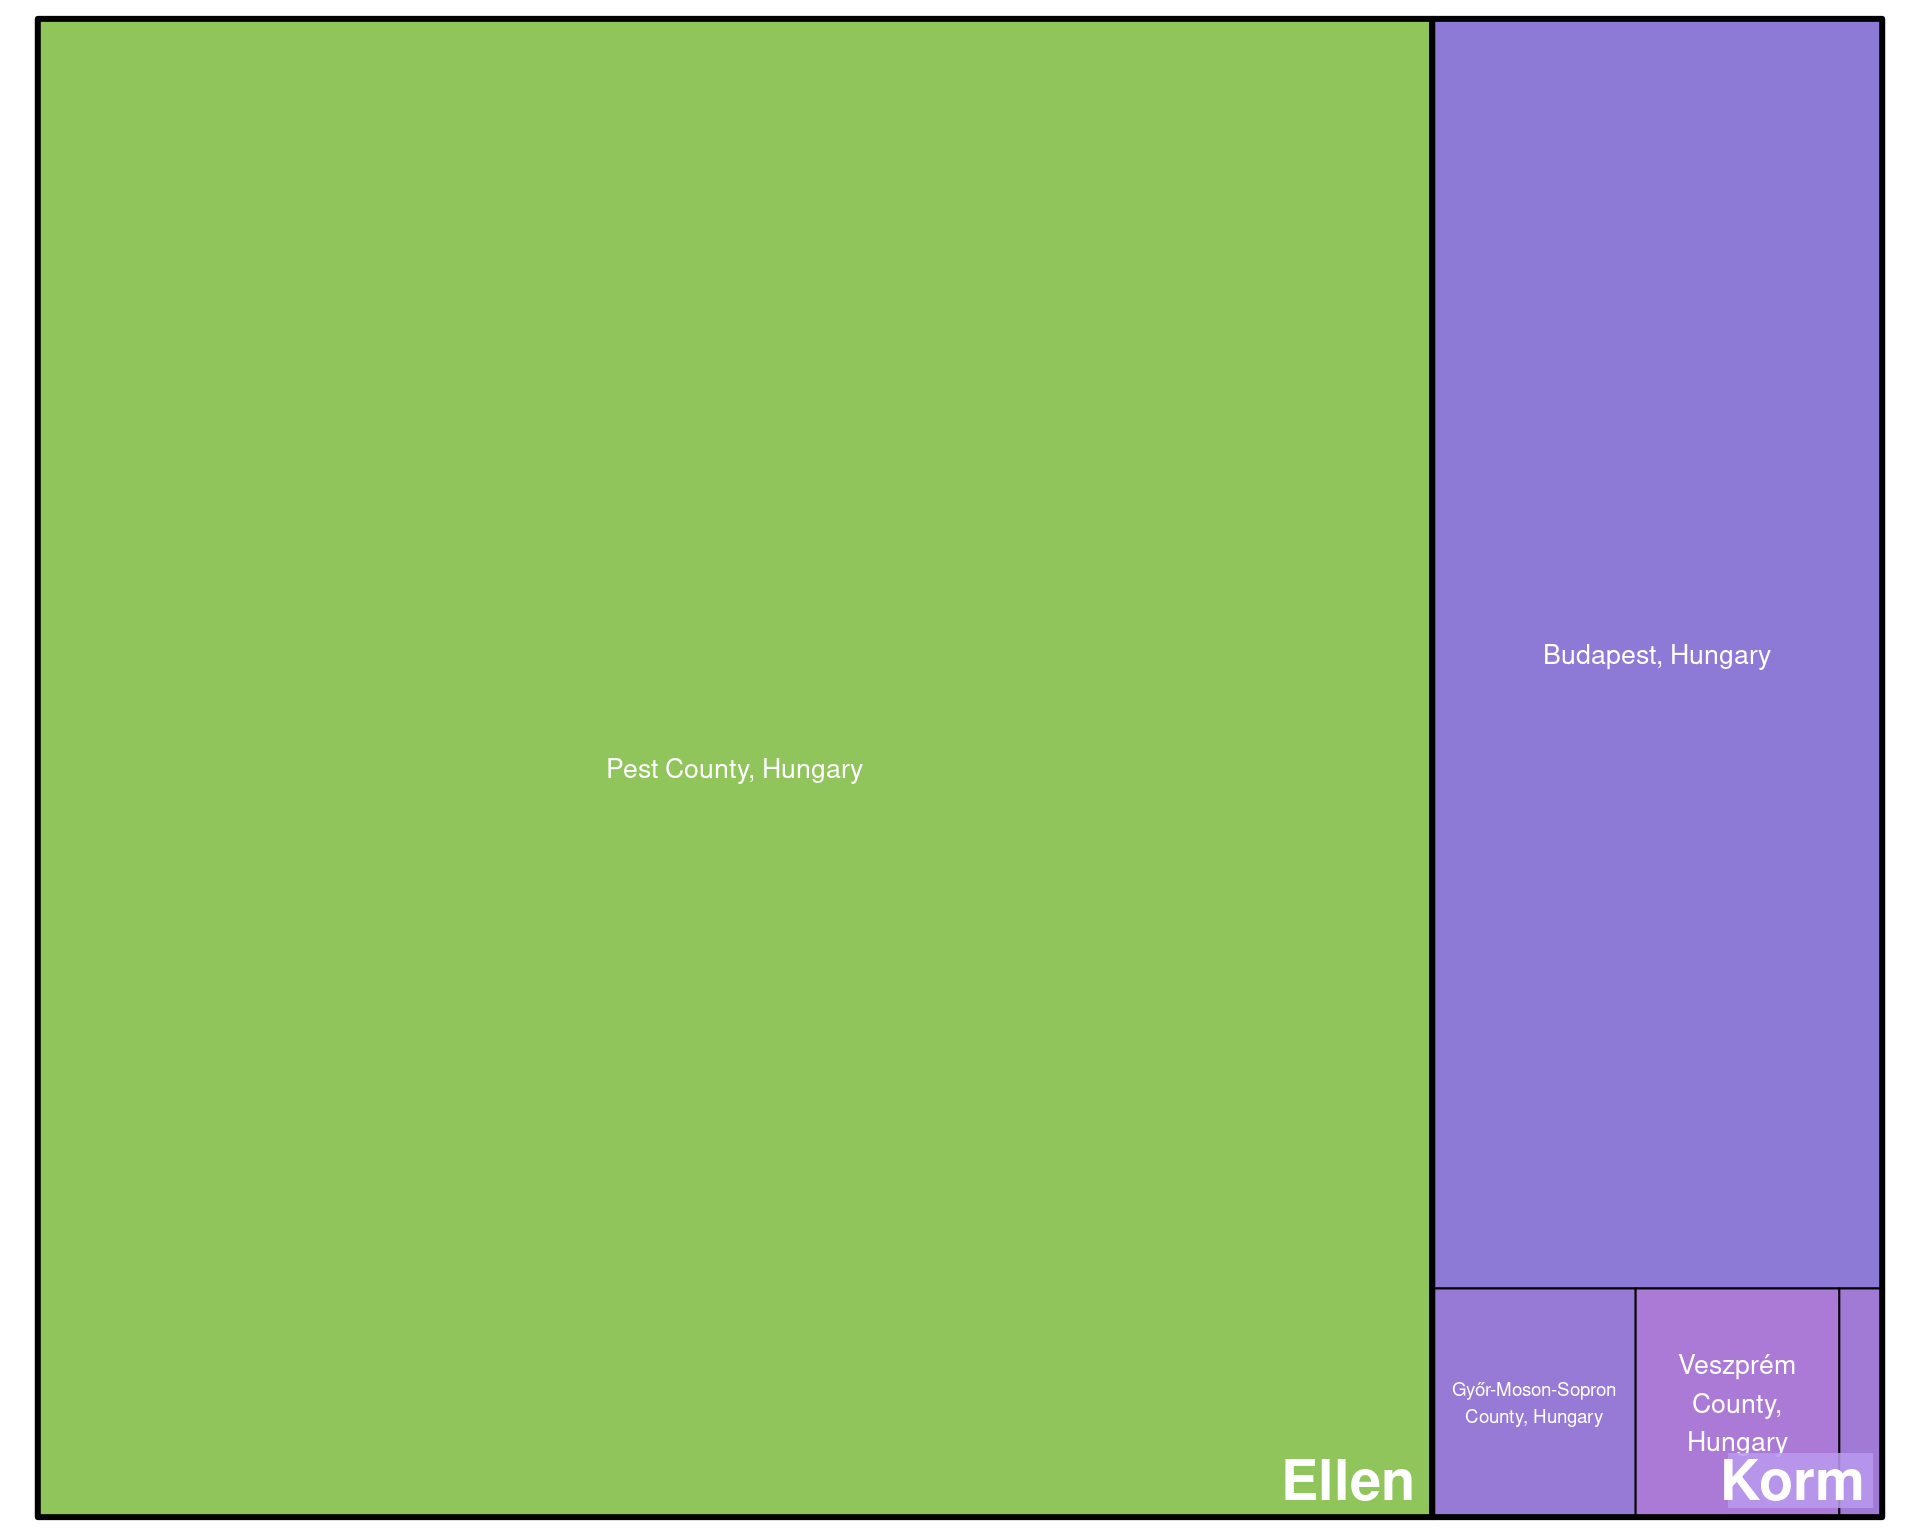 Pest County, Hungary
Ellen
Budapest, Hungary
Győr-Moson-Sopron
County, Hungary
Veszprém
County,
Hungary
Korm